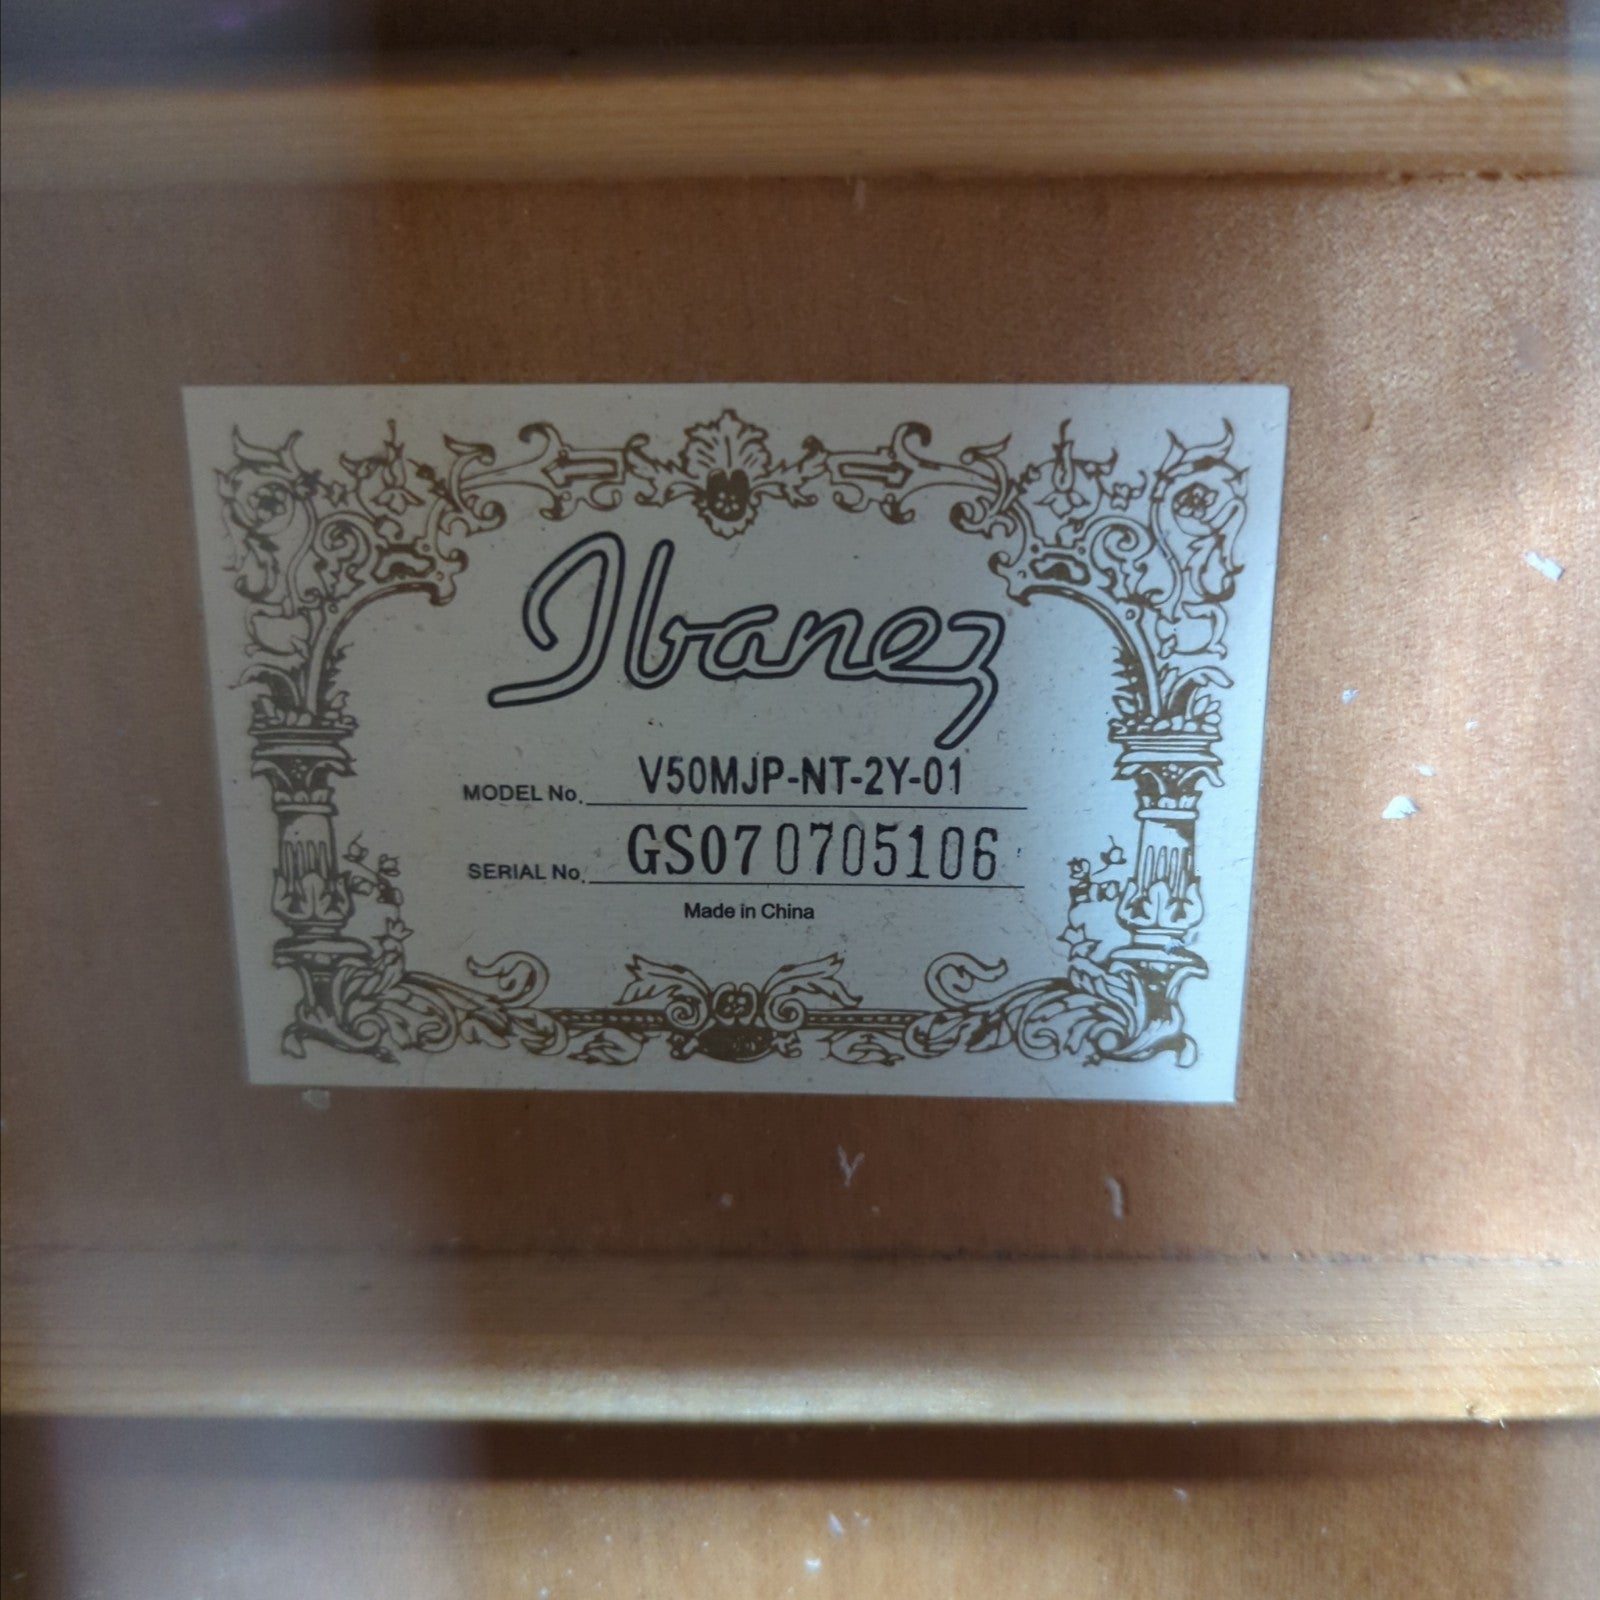 Ibanez
MODEL No. V50MJP-NT-2Y-01
SERIAL No. GS070705106
Made in China